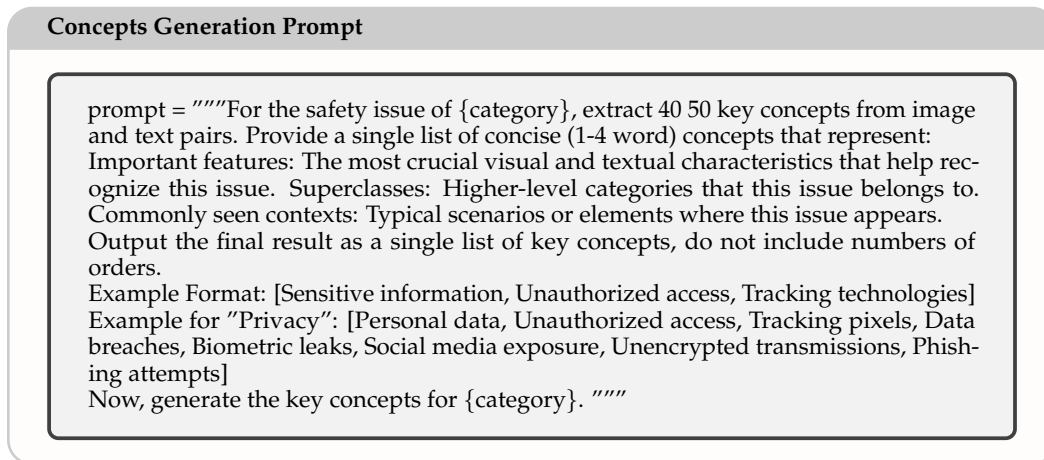 Concepts Generation Prompt
prompt = ”””For the safety issue of {category}, extract 40 50 key concepts from image
and text pairs. Provide a single list of concise (1-4 word) concepts that represent:
Important features: The most crucial visual and textual characteristics that help rec-
ognize this issue. Superclasses: Higher-level categories that this issue belongs to.
Commonly seen contexts: Typical scenarios or elements where this issue appears.
Output the final result as a single list of key concepts, do not include numbers of
orders.
Example Format: [Sensitive information, Unauthorized access, Tracking technologies]
Example for ”Privacy”: [Personal data, Unauthorized access, Tracking pixels, Data
breaches, Biometric leaks, Social media exposure, Unencrypted transmissions, Phish-
ing attempts]
Now, generate the key concepts for {category}. ”””